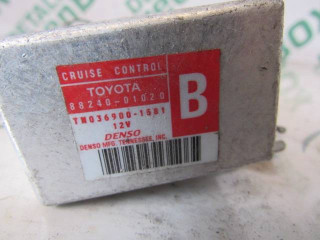 CRUISE CONTROL
TOYOTA
88240-01020
B
TN036900-1681
12V
DENSO
DENSO MFG. TENNESSEE, INC.